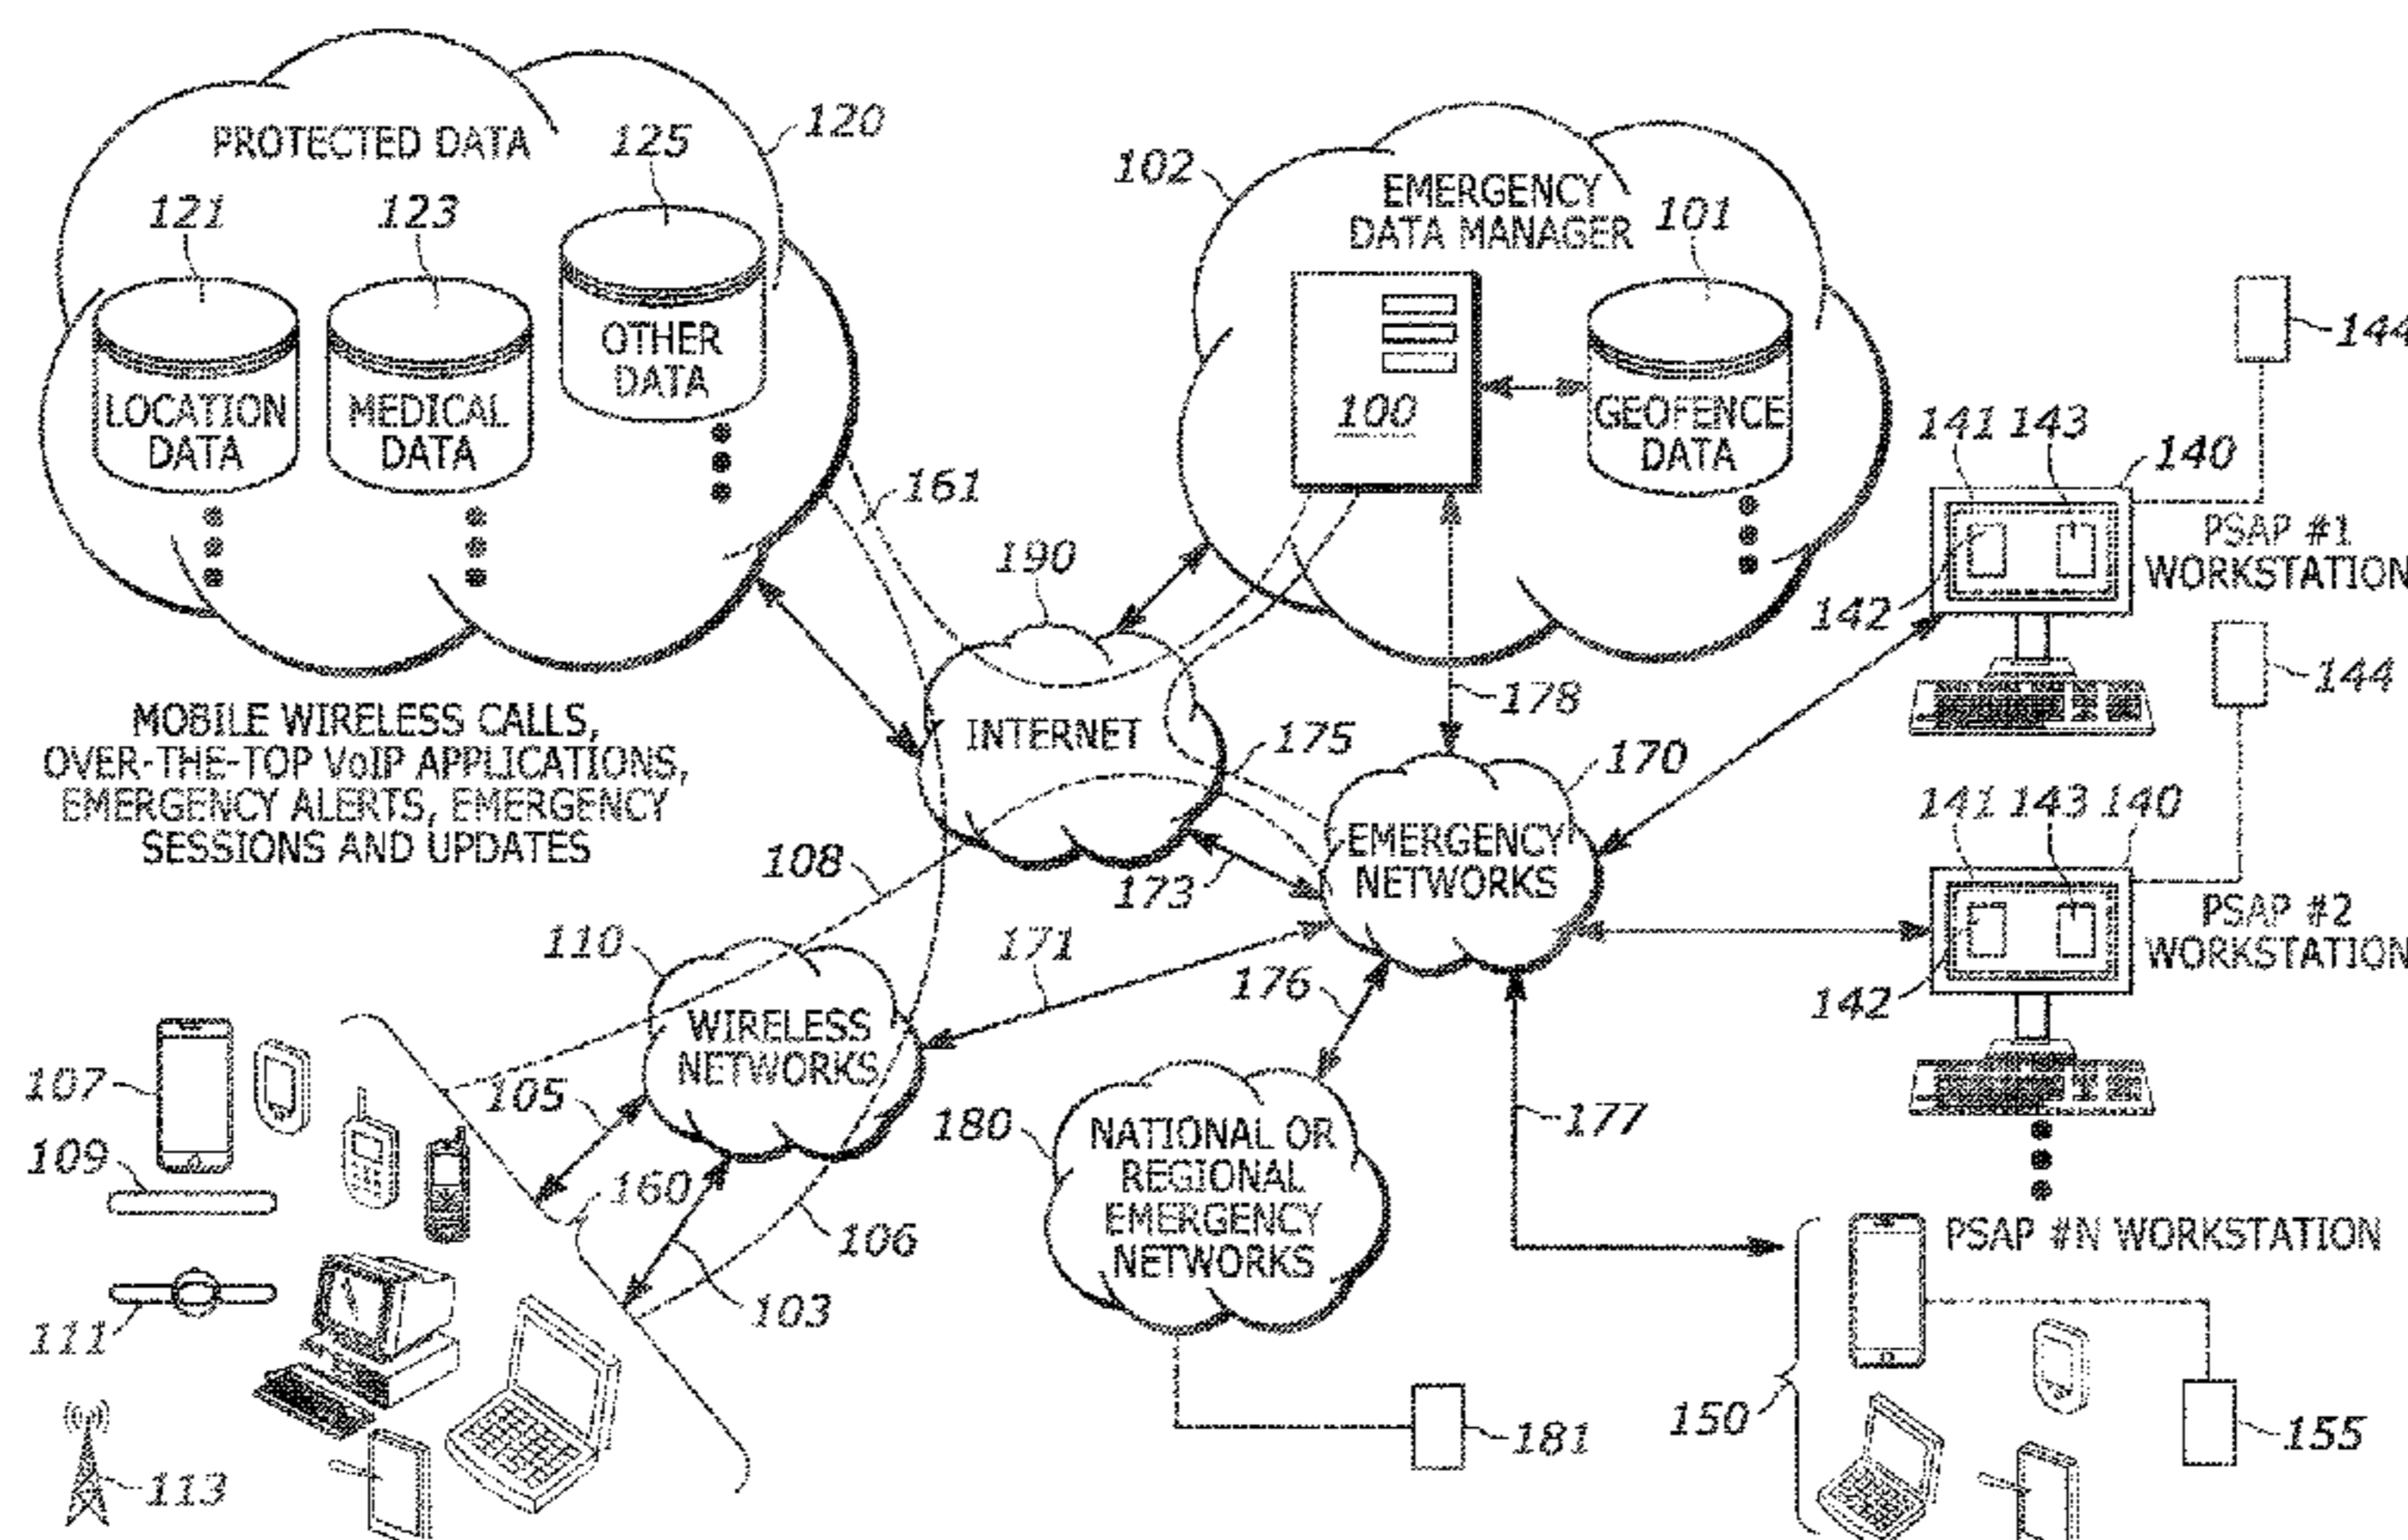 PROTECTED DATA
120
125
121
123
LOCATION
DATA
MEDICAL
DATA
OTHER
DATA
161
102
EMERGENCY
DATA MANAGER
101
100
GEOFENCE
DATA
144
141 143
140
PSAP #1
WORKSTATION
142
144
190
INTERNET
178
175
170
MOBILE WIRELESS CALLS,
OVER-THE-TOP VoIP APPLICATIONS,
EMERGENCY ALERTS, EMERGENCY
SESSIONS AND UPDATES
108
173
EMERGENCY
NETWORKS
141 143 140
PSAP #2
WORKSTATION
142
110
171
176
WIRELESS
NETWORKS
107
105
109
160
106
103
111
113
180
NATIONAL OR
REGIONAL
EMERGENCY
NETWORKS
177
181
PSAP #N WORKSTATION
150
155